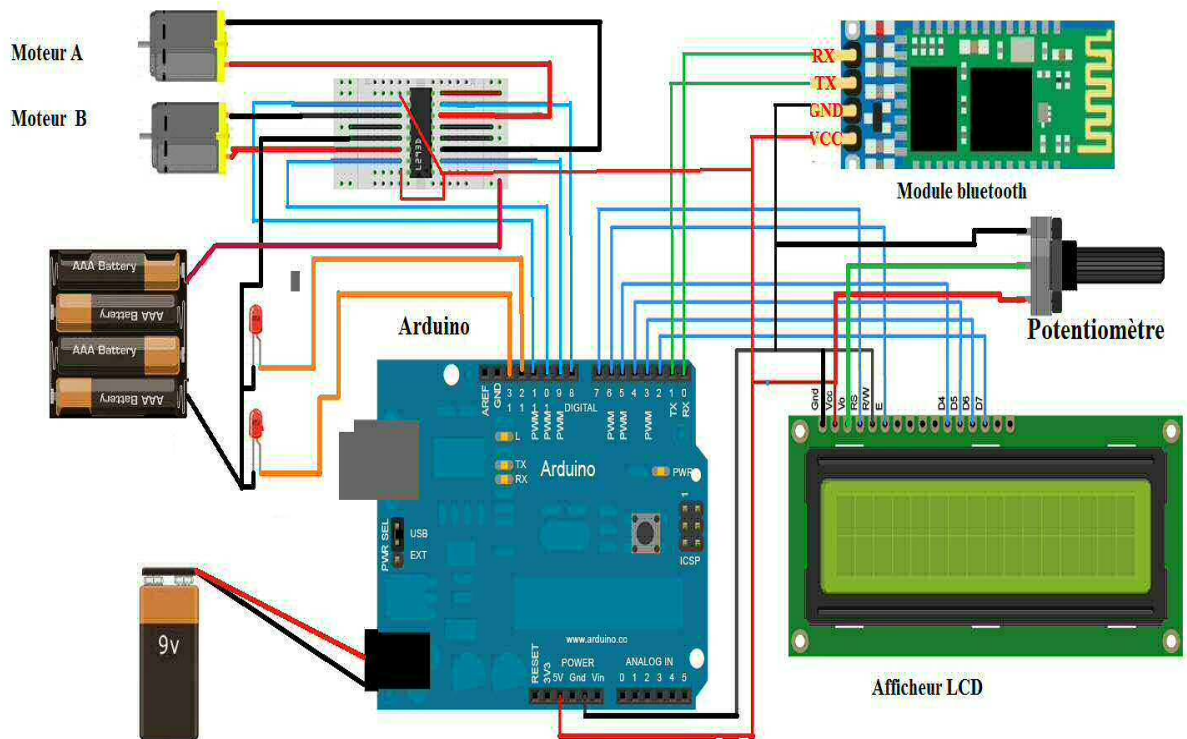 Moteur A
Moteur B
L293D
RX
TX
GND
VCC
Module bluetooth
AAA Battery
AAA Battery
AAA Battery
AAA Battery
Arduino
Potentiomètre
AREF
GND
13
12
PWM 11
PWM 10
PWM 9
8
DIGITAL
7
PWM 6
PWM 5
4
PWM 3
2
TX 1
RX 0
L
TX
RX
Arduino
PWR
1
ICSP
PWR SEL
USB
EXT
www.arduino.cc
RESET
3V3
5V
Gnd
Vin
POWER
ANALOG IN
0 1 2 3 4 5
Gnd
Vcc
Vo
RS
R/W
E
D4
D5
D6
D7
Afficheur LCD
9v